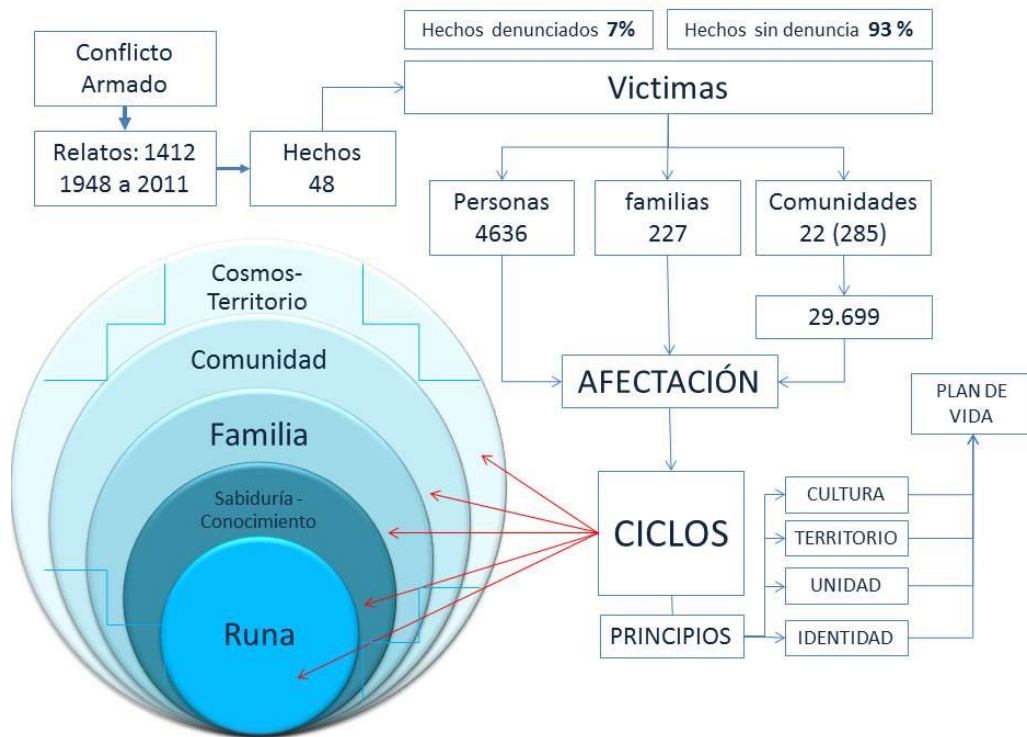 Hechos denunciados 7%
Hechos sin denuncia 93 %
Conflicto
Armado
Victimas
Relatos: 1412
1948 a 2011
Hechos
48
Personas
4636
familias
227
Comunidades
22 (285)
29.699
AFECTACIÓN
PLAN DE
VIDA
Cosmos-
Territorio
Comunidad
Familia
Sabiduría -
Conocimiento
Runa
CICLOS
PRINCIPIOS
CULTURA
TERRITORIO
UNIDAD
IDENTIDAD